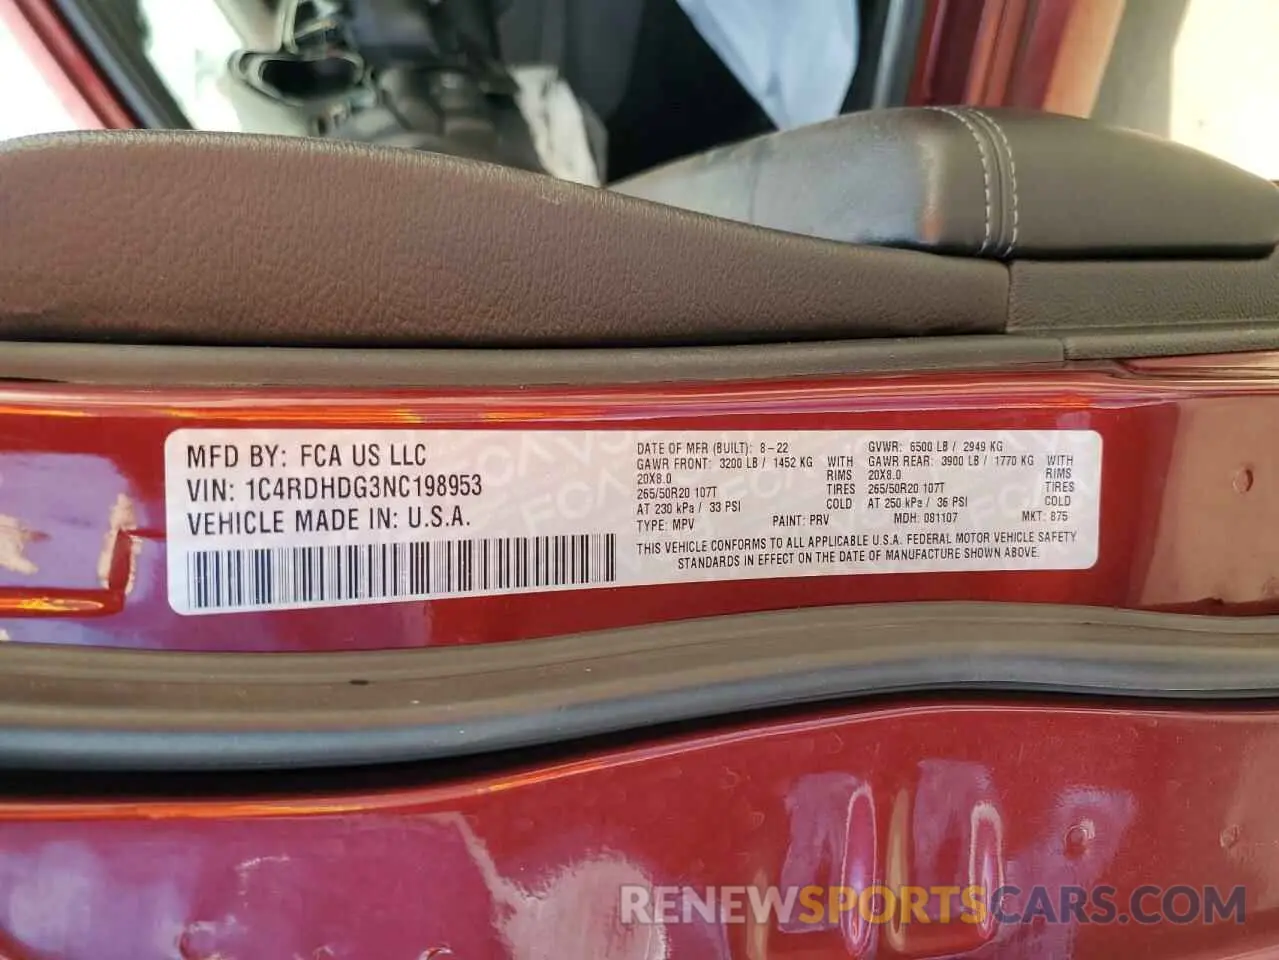 MFD BY: FCA US LLC
VIN: 1C4RDHDG3NC198953
VEHICLE MADE IN: U.S.A.
DATE OF MFR (BUILT): 8-22
GAWR FRONT: 3200 LB / 1452 KG WITH
20X8.0 RIMS
265/50R20 107T TIRES
AT 230 kPa / 33 PSI COLD
GVWR: 6500 LB / 2949 KG
GAWR REAR: 3900 LB / 1770 KG WITH
20X8.0 RIMS
265/50R20 107T TIRES
AT 250 kPa / 36 PSI COLD
TYPE: MPV PAINT: PRV MDH: 081107 MKT: 875
THIS VEHICLE CONFORMS TO ALL APPLICABLE U.S.A. FEDERAL MOTOR VEHICLE SAFETY
STANDARDS IN EFFECT ON THE DATE OF MANUFACTURE SHOWN ABOVE.
RENEWSPORTSCARS.COM